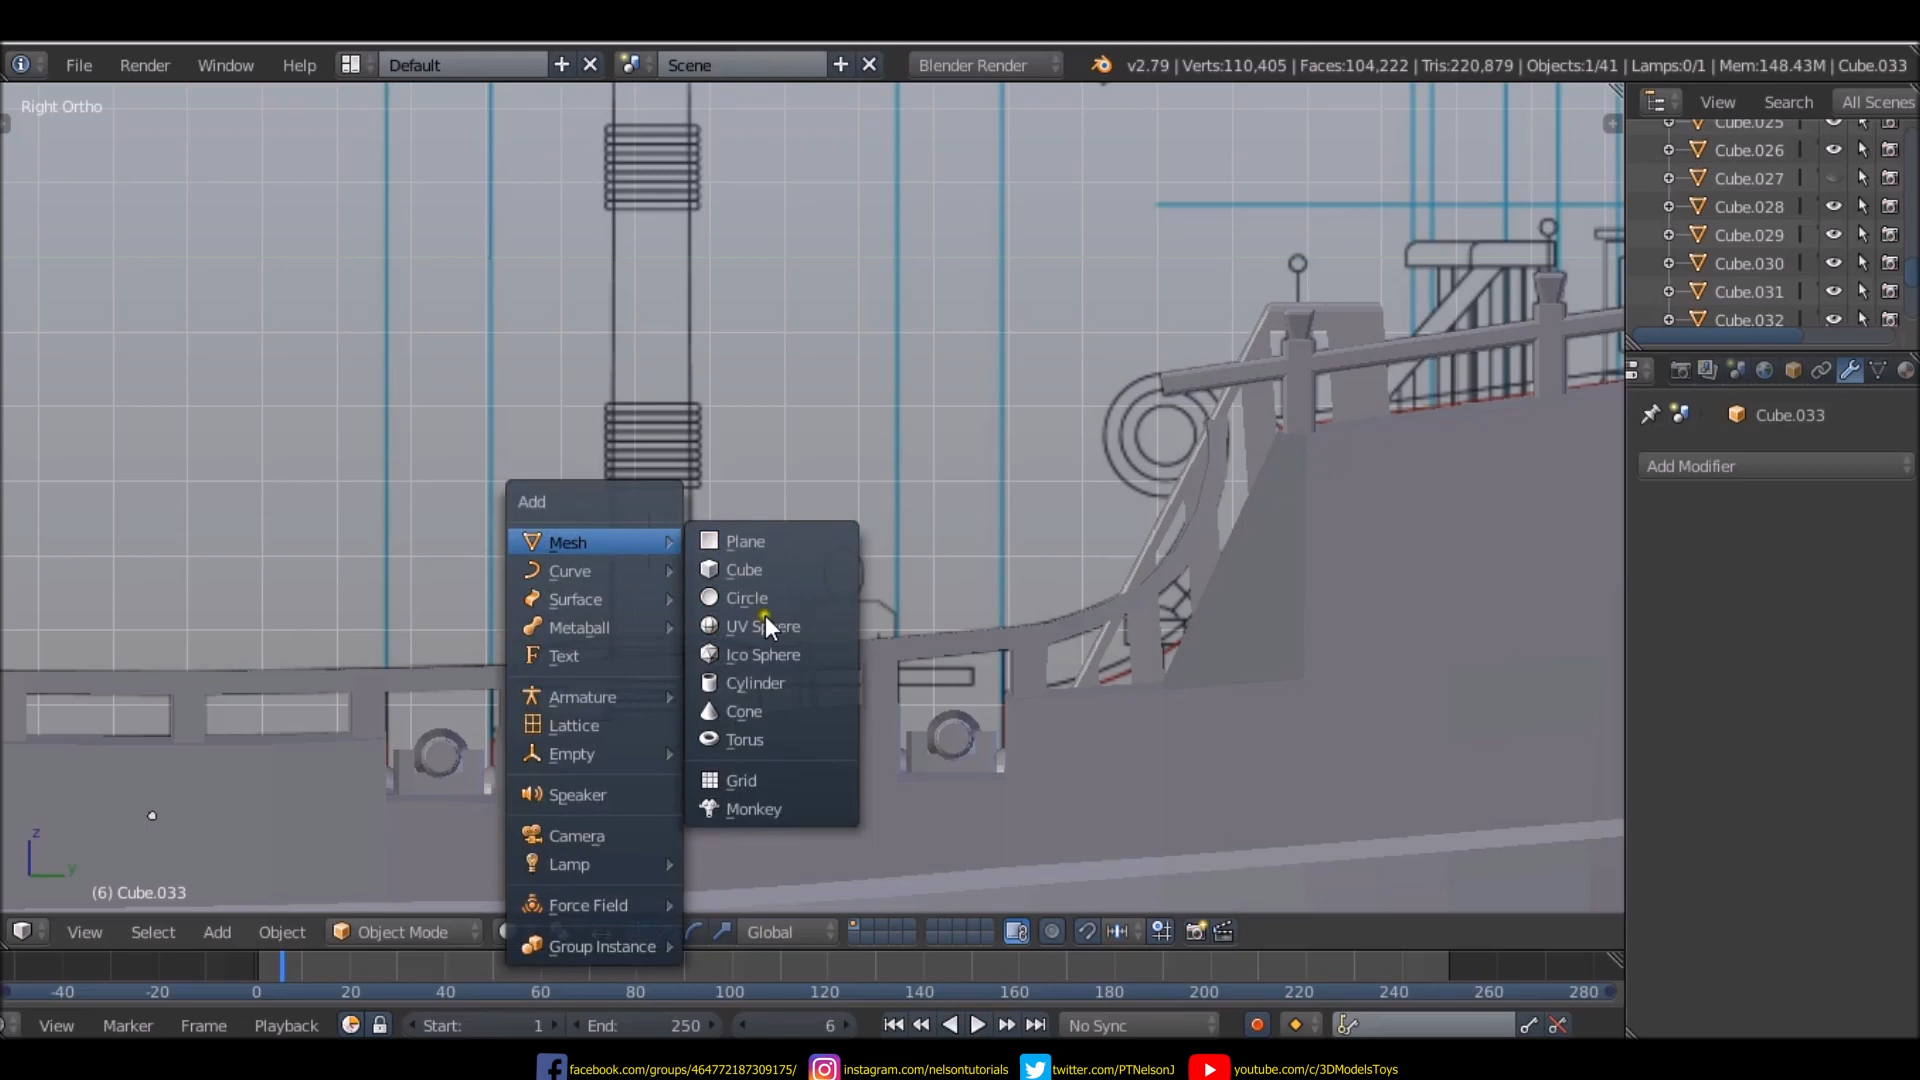 File Render Window Help Default Scene Blender Render v2.79 | Verts:110,405 | Faces:104,222 | Tris:220,879 | Objects:1/41 | Lamps:0/1 | Mem:148.43M | Cube.033
Right Ortho
View Search All Scenes
Cube.025
Cube.026
Cube.027
Cube.028
Cube.029
Cube.030
Cube.031
Cube.032
Cube.033
Add Modifier
Add
Mesh
Curve
Surface
Metaball
Text
Armature
Lattice
Empty
Speaker
Camera
Lamp
Force Field
Group Instance
Plane
Cube
Circle
UV Sphere
Ico Sphere
Cylinder
Cone
Torus
Grid
Monkey
z
y
(6) Cube.033
View Select Add Object Object Mode Global
-40 -20 0 20 40 60 80 100 120 140 160 180 200 220 240 260 280
View Marker Frame Playback Start: 1 End: 250 6 No Sync
facebook.com/groups/464772187309175/ instagram.com/nelsontutorials twitter.com/PTNelsonJ youtube.com/c/3DModelsToys